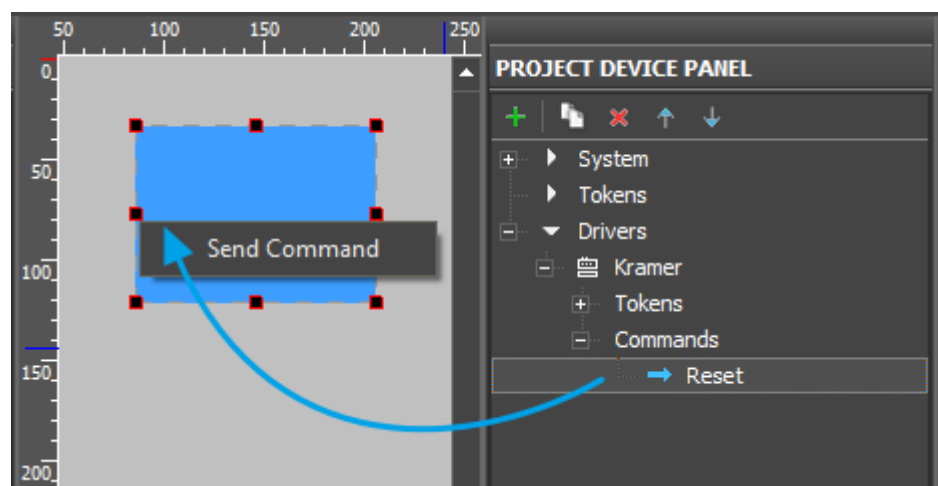 50 100 150 200 250
PROJECT DEVICE PANEL
0
50
100
150
200
Send Command
System
Tokens
Drivers
Kramer
Tokens
Commands
Reset